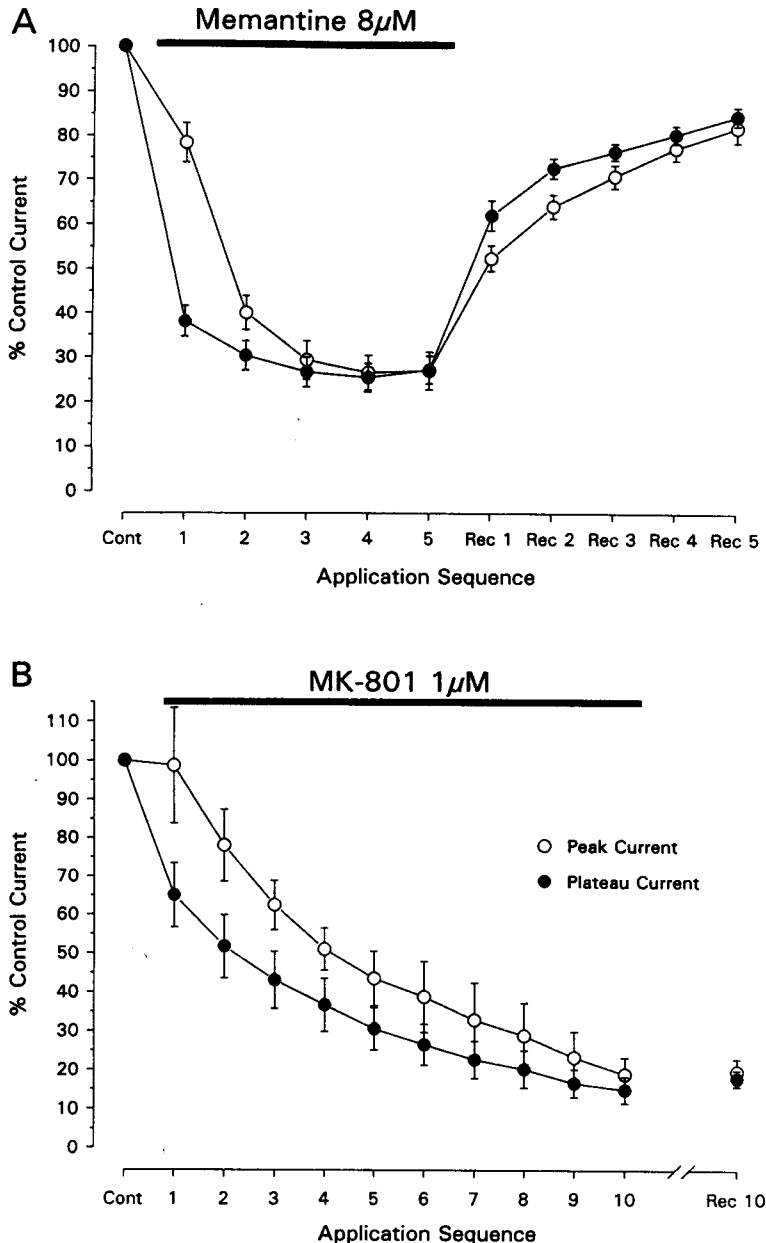 A
Memantine 8μM
100
90
80
70
60
50
40
30
20
10
0
% Control Current
Cont 1 2 3 4 5 Rec 1 Rec 2 Rec 3 Rec 4 Rec 5
Application Sequence
B
MK-801 1μM
110
100
90
80
70
60
50
40
30
20
10
0
% Control Current
Peak Current
Plateau Current
Cont 1 2 3 4 5 6 7 8 9 10 Rec 10
Application Sequence